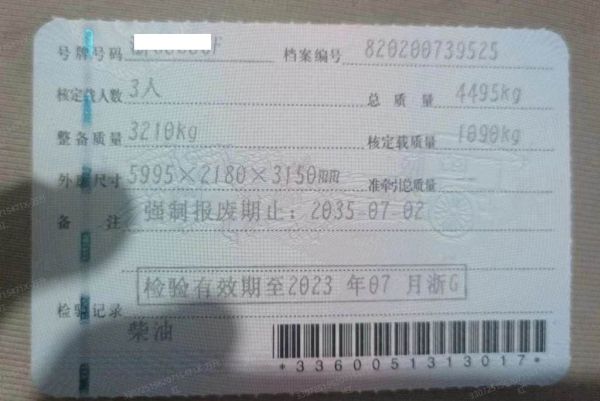 号牌号码 档案编号 820200739525
核定载人数 3人 总质量 4495kg
整备质量 3210kg 核定载质量 1090kg
外廓尺寸 5995×2180×3150mm 准牵引总质量
备注 强制报废期止：2035-07-02
检验有效期至2023 年07 月浙G
检验记录
柴油
*3360051313017*